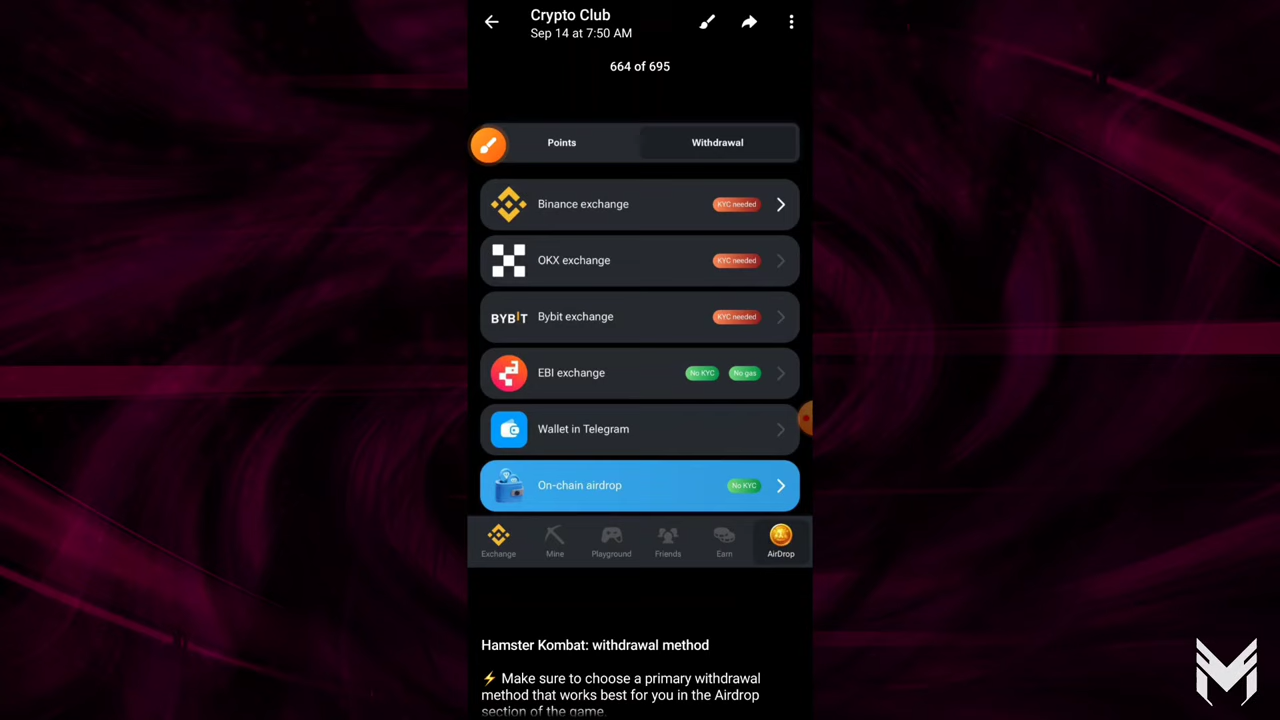 Crypto Club
Sep 14 at 7:50 AM
664 of 695
Points
Withdrawal
Binance exchange
KYC needed
OKX exchange
KYC needed
BYBIT
Bybit exchange
KYC needed
EBI exchange
No KYC
No gas
Wallet in Telegram
On-chain airdrop
No KYC
Exchange
Mine
Playground
Friends
Earn
AirDrop
Hamster Kombat: withdrawal method
⚡ Make sure to choose a primary withdrawal
method that works best for you in the Airdrop
section of the game.